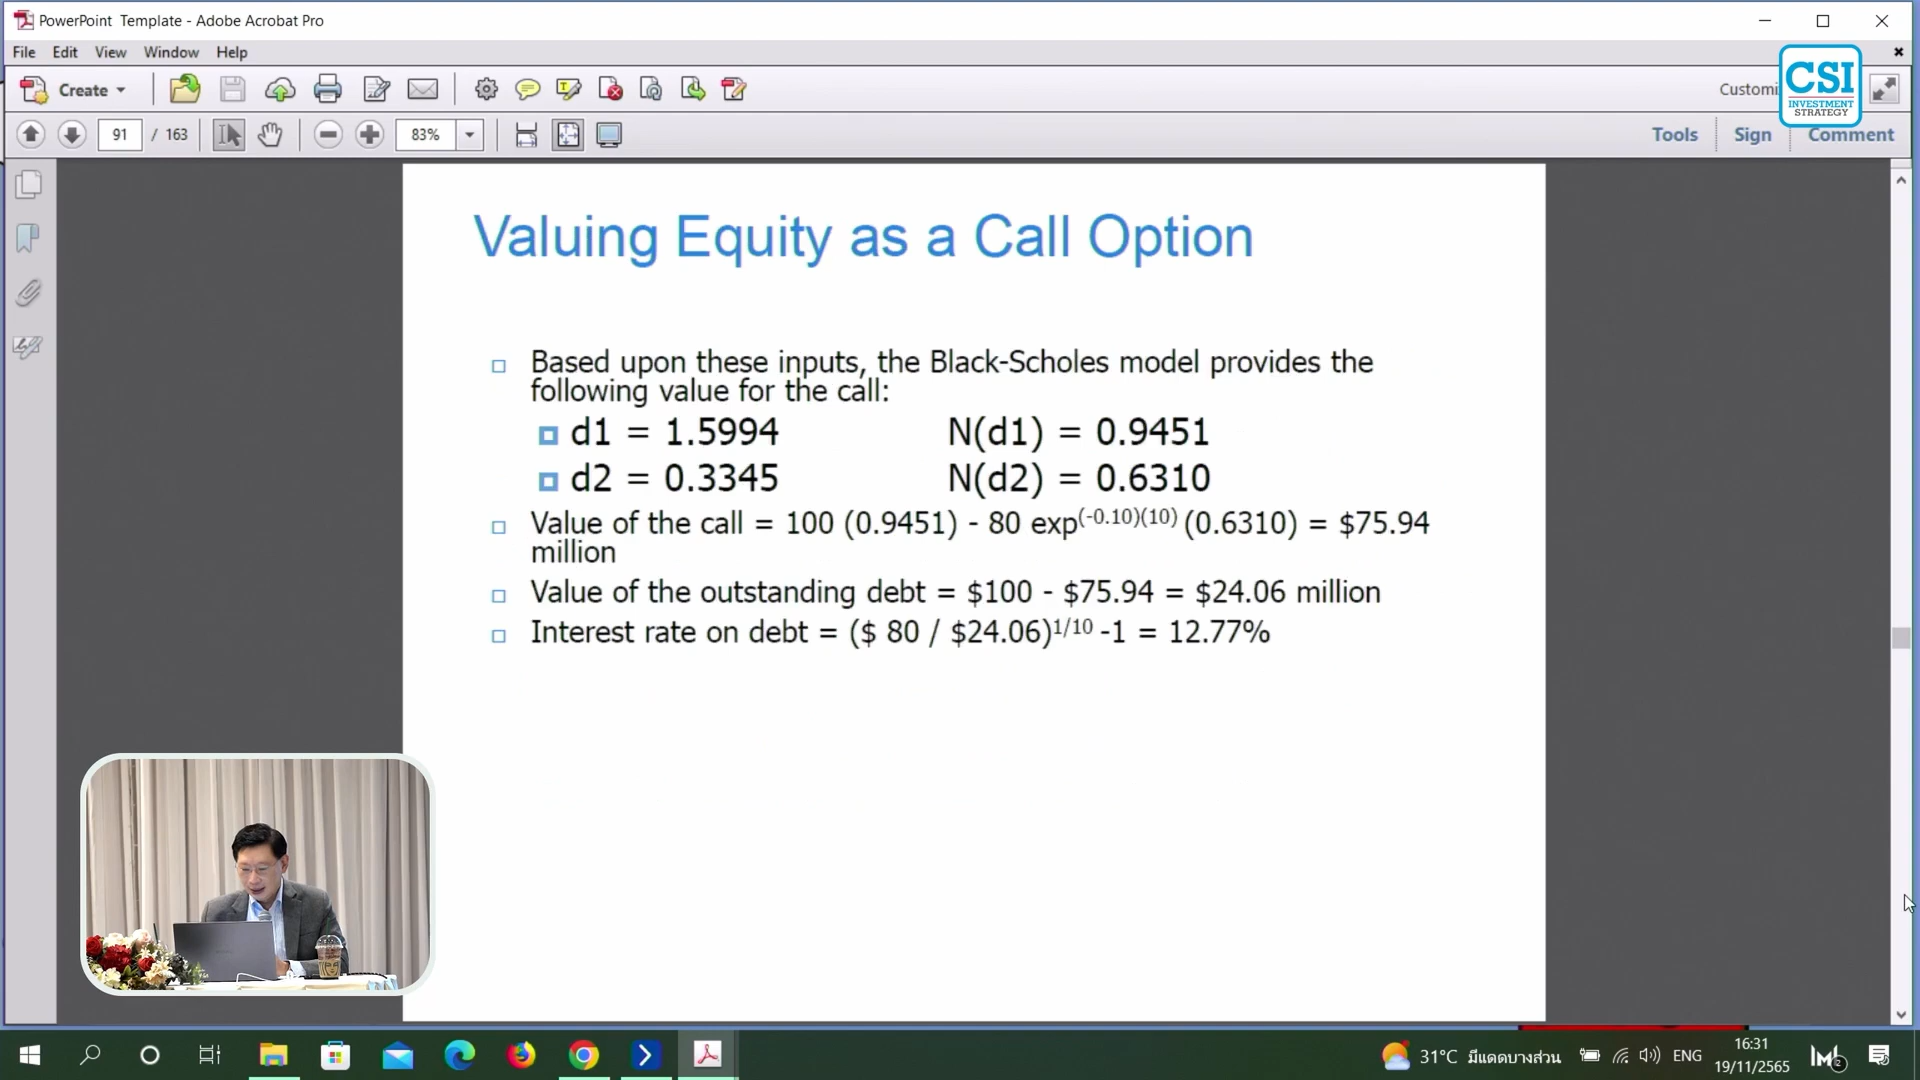 PowerPoint Template - Adobe Acrobat Pro
File Edit View Window Help
Create
Customi
CSI
INVESTMENT
STRATEGY
91 / 163
83%
Tools Sign Comment
Valuing Equity as a Call Option
Based upon these inputs, the Black-Scholes model provides the
following value for the call:
d1 = 1.5994 N(d1) = 0.9451
d2 = 0.3345 N(d2) = 0.6310
Value of the call = 100 (0.9451) - 80 exp(-0.10)(10) (0.6310) = $75.94
million
Value of the outstanding debt = $100 - $75.94 = $24.06 million
Interest rate on debt = ($ 80 / $24.06)1/10 -1 = 12.77%
31°C มีแดดบางส่วน ENG
16:31
19/11/2565
2